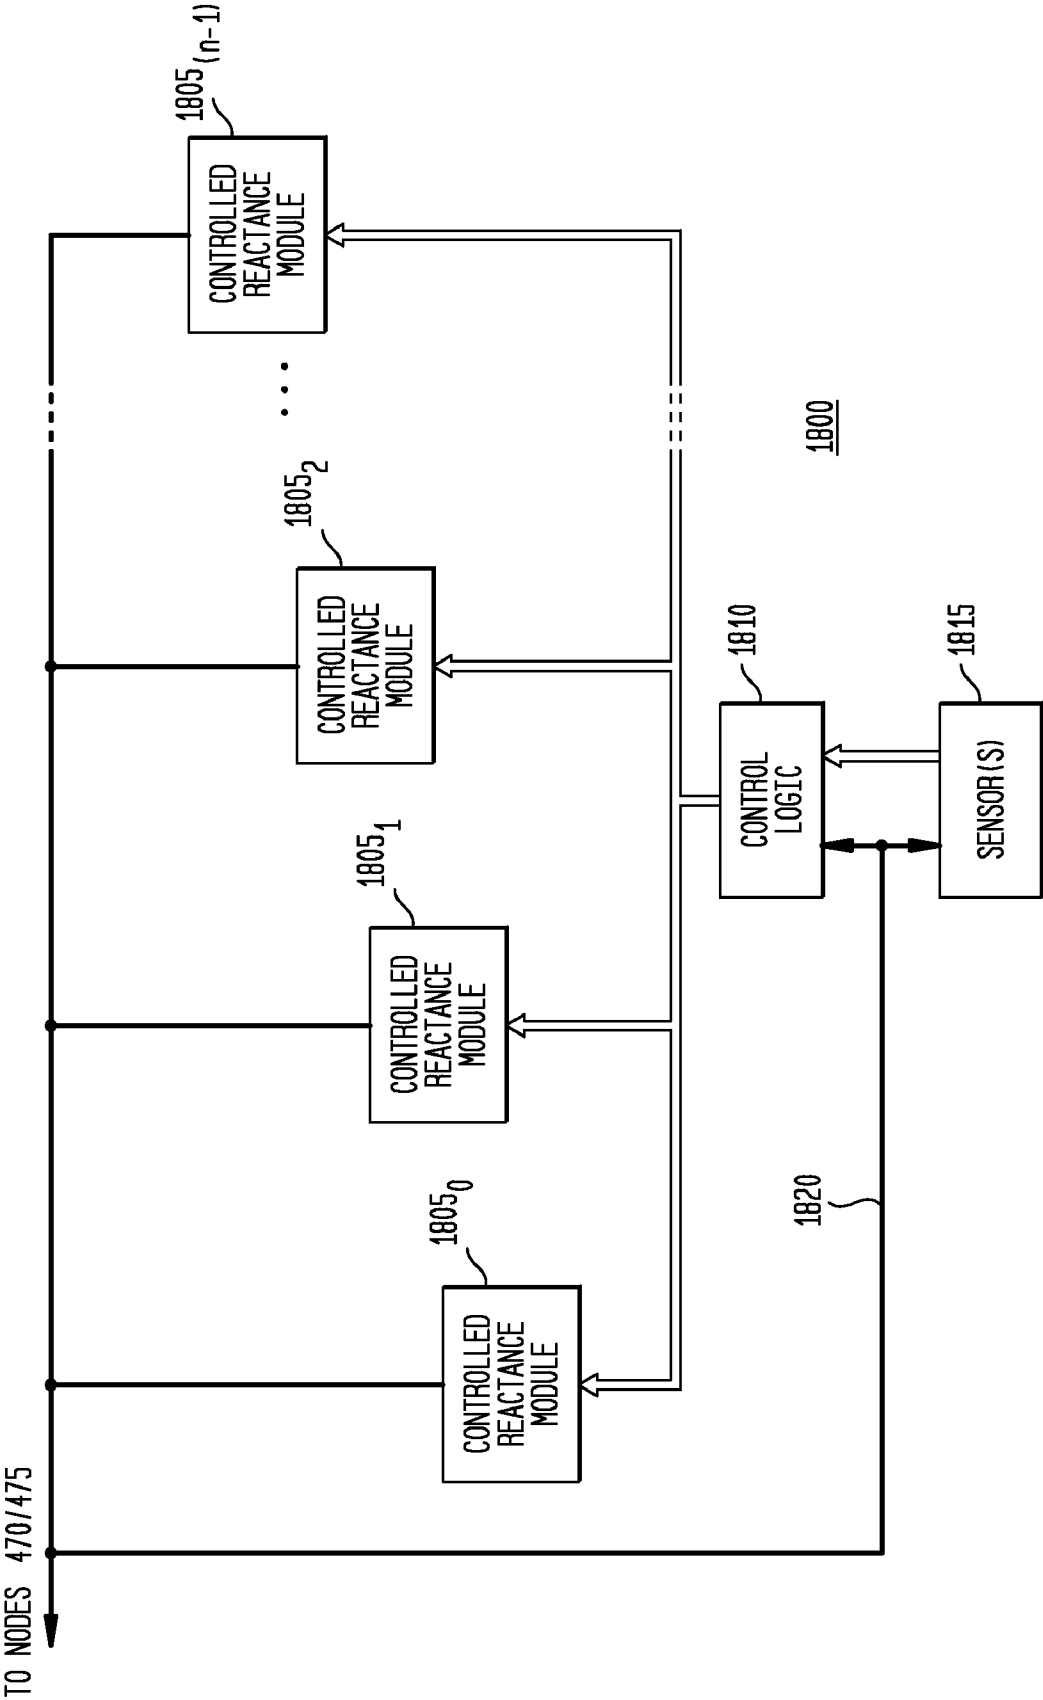 TO NODES 470/475
1805₀
CONTROLLED
REACTANCE
MODULE
1805₁
CONTROLLED
REACTANCE
MODULE
1805₂
CONTROLLED
REACTANCE
MODULE
...
1805₍ₙ₋₁₎
CONTROLLED
REACTANCE
MODULE
1820
CONTROL
LOGIC
1810
SENSOR(S)
1815
1800